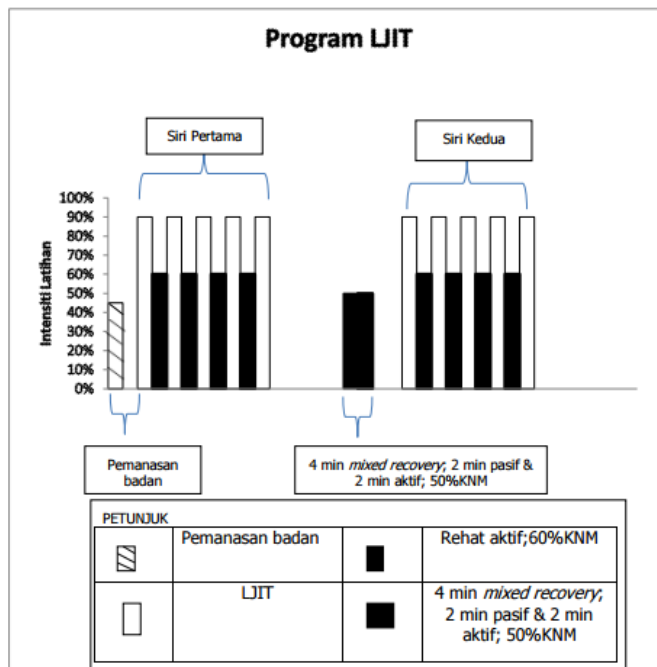 Program LJIT
Siri Pertama
Siri Kedua
100%
90%
80%
70%
60%
50%
40%
30%
20%
10%
0%
Intensiti Latihan
Pemanasan
badan
4 min mixed recovery; 2 min pasif &
2 min aktif; 50%KNM
PETUNJUK
Pemanasan badan
Rehat aktif;60%KNM
LJIT
4 min mixed recovery;
2 min pasif & 2 min
aktif; 50%KNM